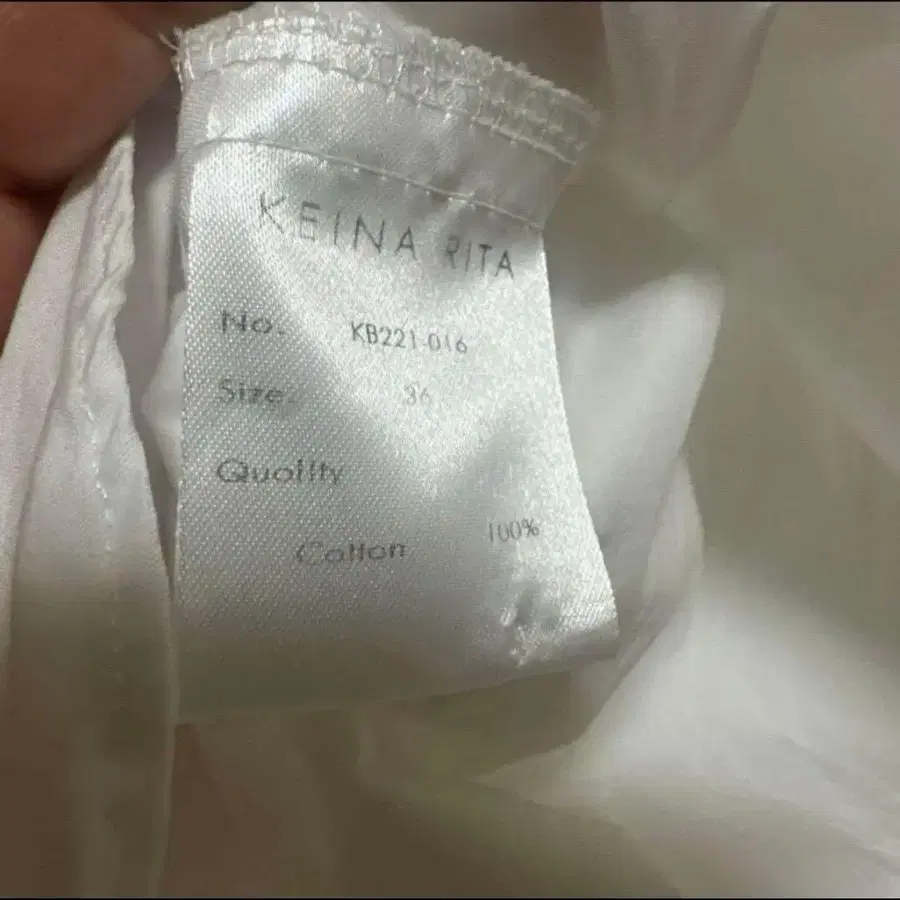 KEINA RITA
No. KB221-016
Size. 36
Quality
Cotton 100%